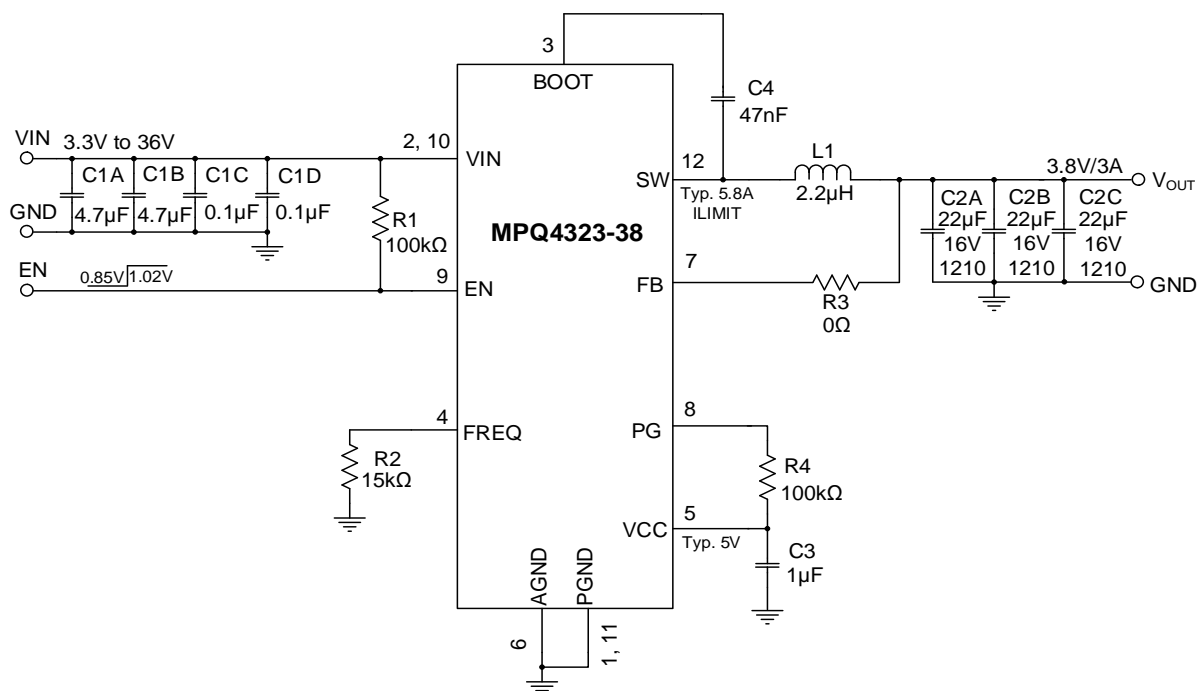 3
BOOT
C4
47nF
VIN
3.3V to 36V
2, 10
VIN
C1A
C1B
C1C
C1D
4.7µF
4.7µF
0.1µF
0.1µF
GND
R1
100kΩ
EN
0.85V
1.02V
9
EN
MPQ4323-38
12
SW
Typ. 5.8A
ILIMIT
L1
2.2µH
3.8V/3A
VOUT
C2A
C2B
C2C
22µF
22µF
22µF
16V
16V
16V
1210
1210
1210
GND
7
FB
R3
0Ω
4
FREQ
R2
15kΩ
8
PG
R4
100kΩ
5
VCC
Typ. 5V
C3
1µF
AGND
PGND
6
1, 11